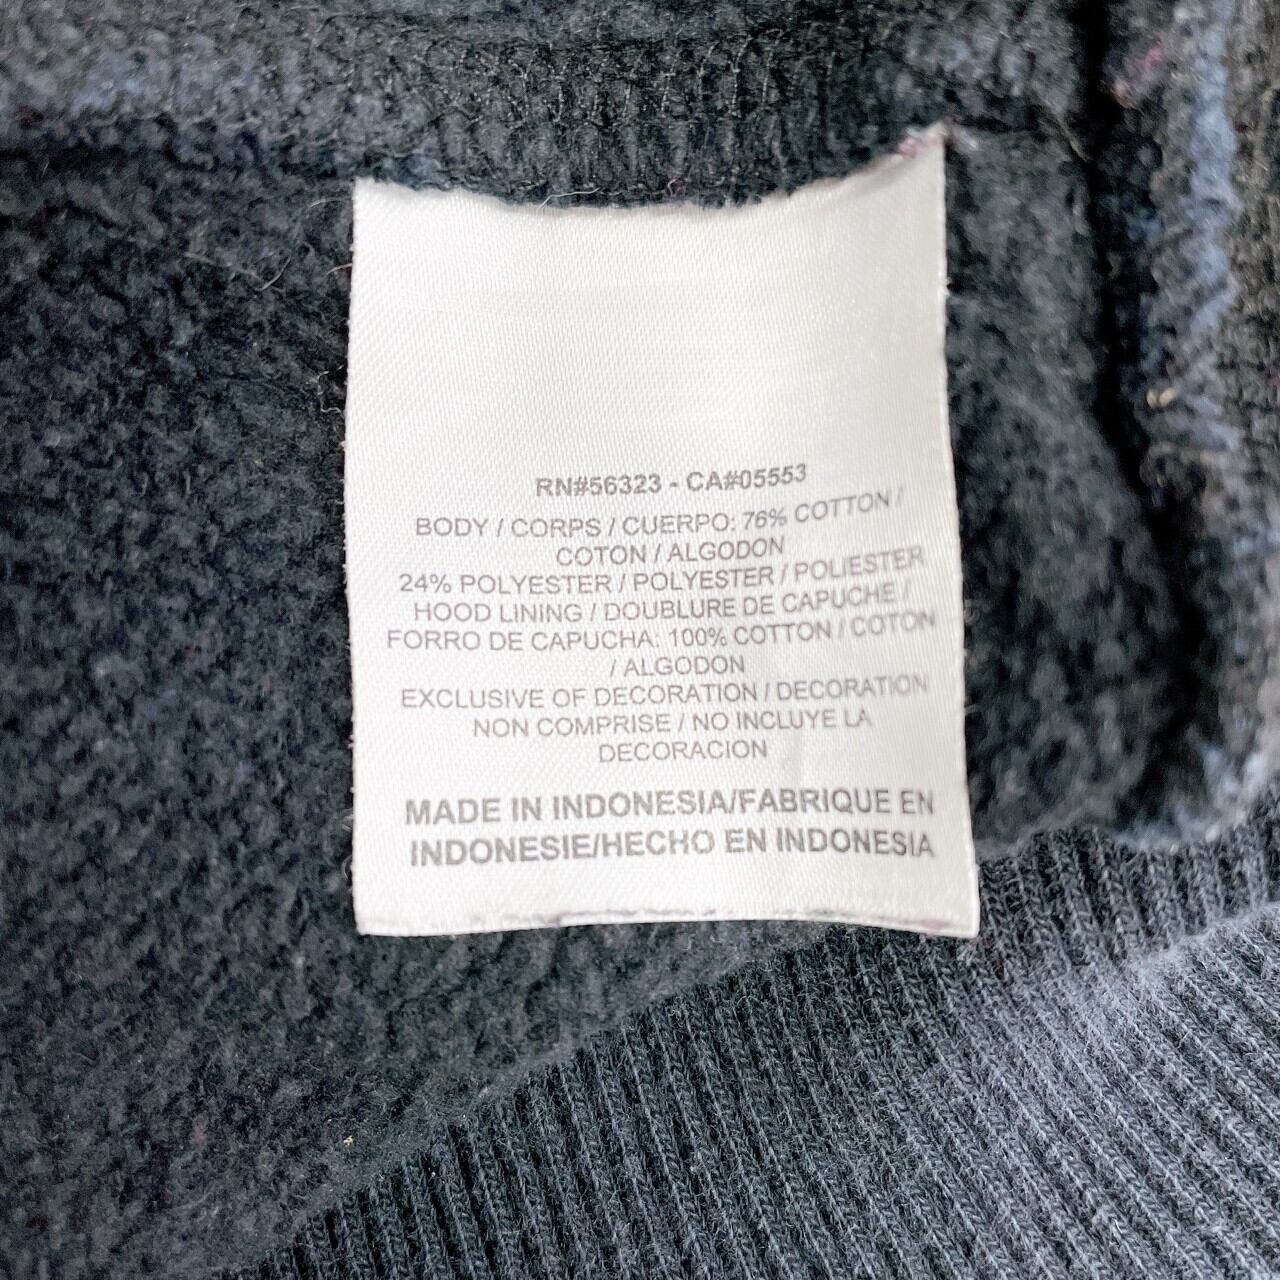 RN#56323 - CA#05553
BODY / CORPS / CUERPO: 76% COTTON /
COTON / ALGODON
24% POLYESTER / POLYESTER / POLIESTER
HOOD LINING / DOUBLURE DE CAPUCHE /
FORRO DE CAPUCHA: 100% COTTON / COTON
/ ALGODON
EXCLUSIVE OF DECORATION / DECORATION
NON COMPRISE / NO INCLUYE LA
DECORACION
MADE IN INDONESIA/FABRIQUE EN
INDONESIE/HECHO EN INDONESIA